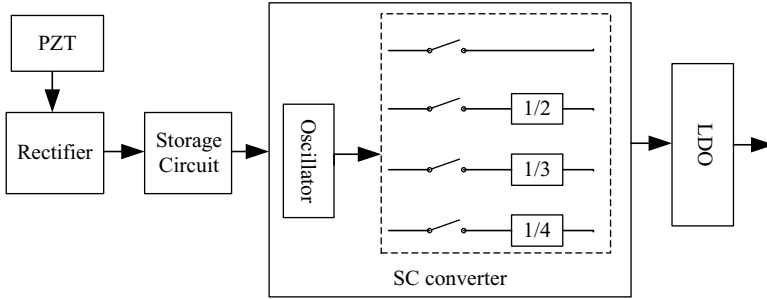 PZT
Rectifier
Storage
Circuit
Oscillator
1/2
1/3
1/4
SC converter
LDO